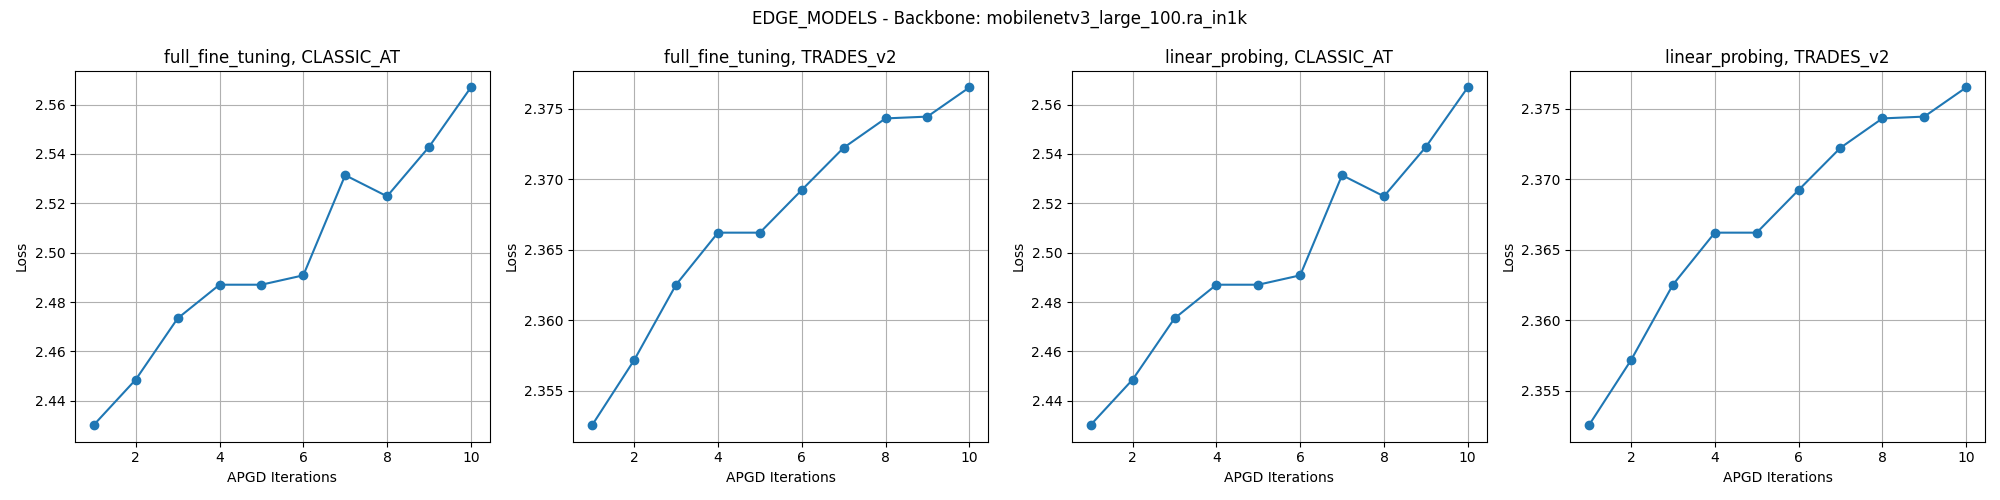 EDGE_MODELS - Backbone: mobilenetv3_large_100.ra_in1k
full_fine_tuning, CLASSIC_AT
2.56
2.54
2.52
2.50
2.48
2.46
2.44
Loss
2 4 6 8 10
APGD Iterations
full_fine_tuning, TRADES_v2
2.375
2.370
2.365
2.360
2.355
Loss
2 4 6 8 10
APGD Iterations
linear_probing, CLASSIC_AT
2.56
2.54
2.52
2.50
2.48
2.46
2.44
Loss
2 4 6 8 10
APGD Iterations
linear_probing, TRADES_v2
2.375
2.370
2.365
2.360
2.355
Loss
2 4 6 8 10
APGD Iterations